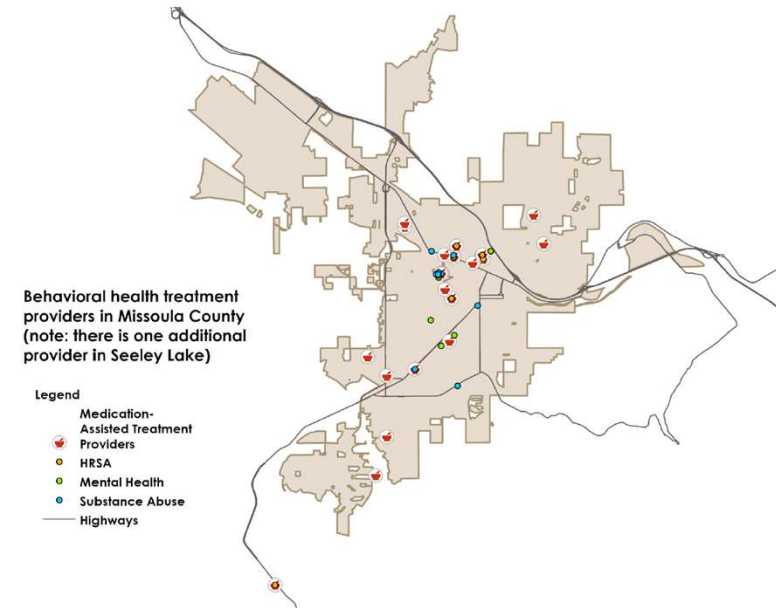 Behavioral health treatment
providers in Missoula County
(note: there is one additional
provider in Seeley Lake)
Legend
Medication-
Assisted Treatment
Providers
HRSA
Mental Health
Substance Abuse
Highways